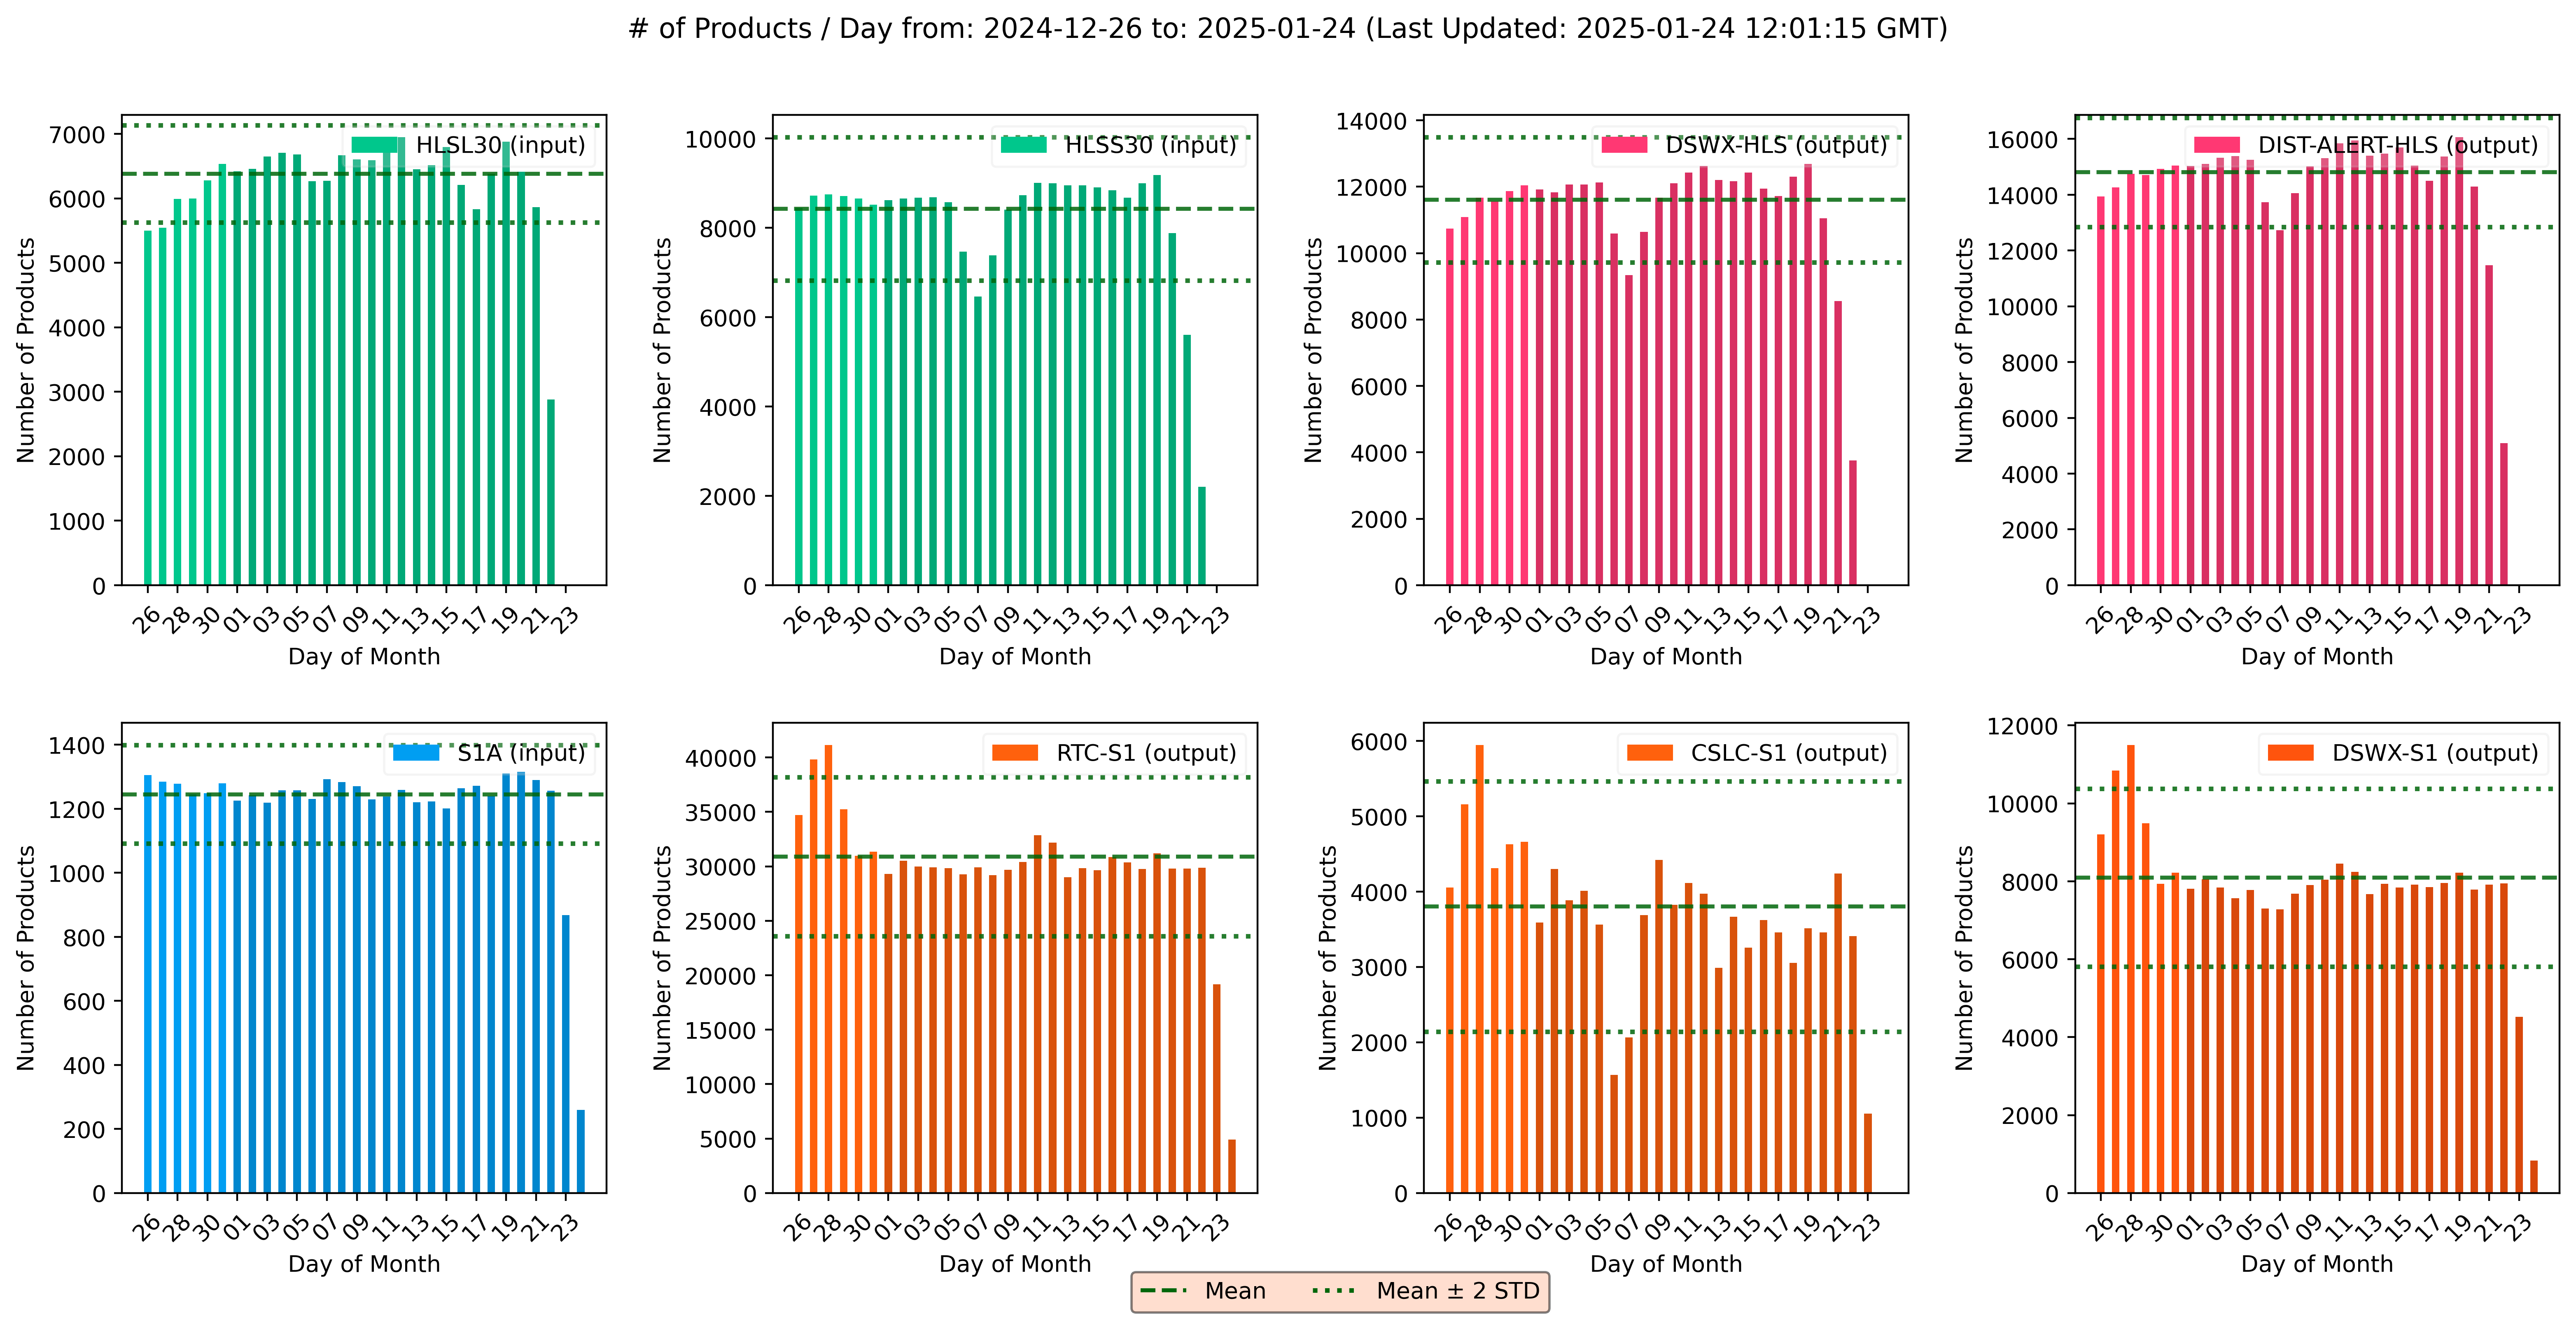 # of Products / Day from: 2024-12-26 to: 2025-01-24 (Last Updated: 2025-01-24 12:01:15 GMT)
HLSL30 (input)
Number of Products
7000
6000
5000
4000
3000
2000
1000
0
26 28 30 01 03 05 07 09 11 13 15 17 19 21 23
Day of Month
HLSS30 (input)
Number of Products
10000
8000
6000
4000
2000
0
26 28 30 01 03 05 07 09 11 13 15 17 19 21 23
Day of Month
DSWX-HLS (output)
Number of Products
14000
12000
10000
8000
6000
4000
2000
0
26 28 30 01 03 05 07 09 11 13 15 17 19 21 23
Day of Month
DIST-ALERT-HLS (output)
Number of Products
16000
14000
12000
10000
8000
6000
4000
2000
0
26 28 30 01 03 05 07 09 11 13 15 17 19 21 23
Day of Month
S1A (input)
Number of Products
1400
1200
1000
800
600
400
200
0
26 28 30 01 03 05 07 09 11 13 15 17 19 21 23
Day of Month
RTC-S1 (output)
Number of Products
40000
35000
30000
25000
20000
15000
10000
5000
0
26 28 30 01 03 05 07 09 11 13 15 17 19 21 23
Day of Month
CSLC-S1 (output)
Number of Products
6000
5000
4000
3000
2000
1000
0
26 28 30 01 03 05 07 09 11 13 15 17 19 21 23
Day of Month
DSWX-S1 (output)
Number of Products
12000
10000
8000
6000
4000
2000
0
26 28 30 01 03 05 07 09 11 13 15 17 19 21 23
Day of Month
Mean
Mean ± 2 STD